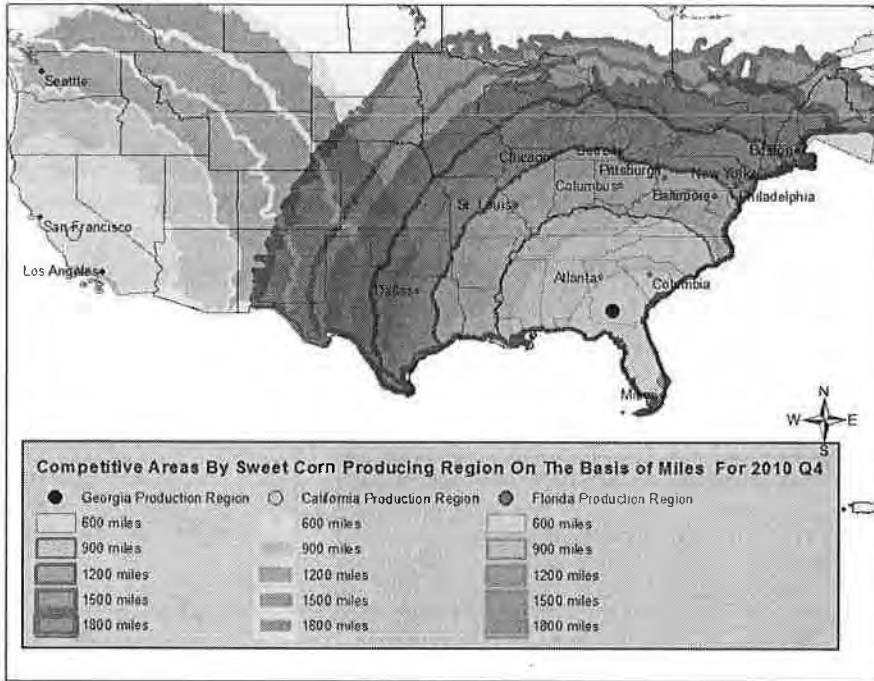 Seattle
San Francisco
Los Angeles
Chicago
Detroit
Pittsburgh
Columbus
New York
Boston
Baltimore
Philadelphia
St. Louis
Dallas
Atlanta
Columbia
Miami
N
W E
S
Competitive Areas By Sweet Corn Producing Region On The Basis of Miles For 2010 Q4
Georgia Production Region California Production Region Florida Production Region
600 miles 600 miles 600 miles
900 miles 900 miles 900 miles
1200 miles 1200 miles 1200 miles
1500 miles 1500 miles 1500 miles
1800 miles 1800 miles 1800 miles